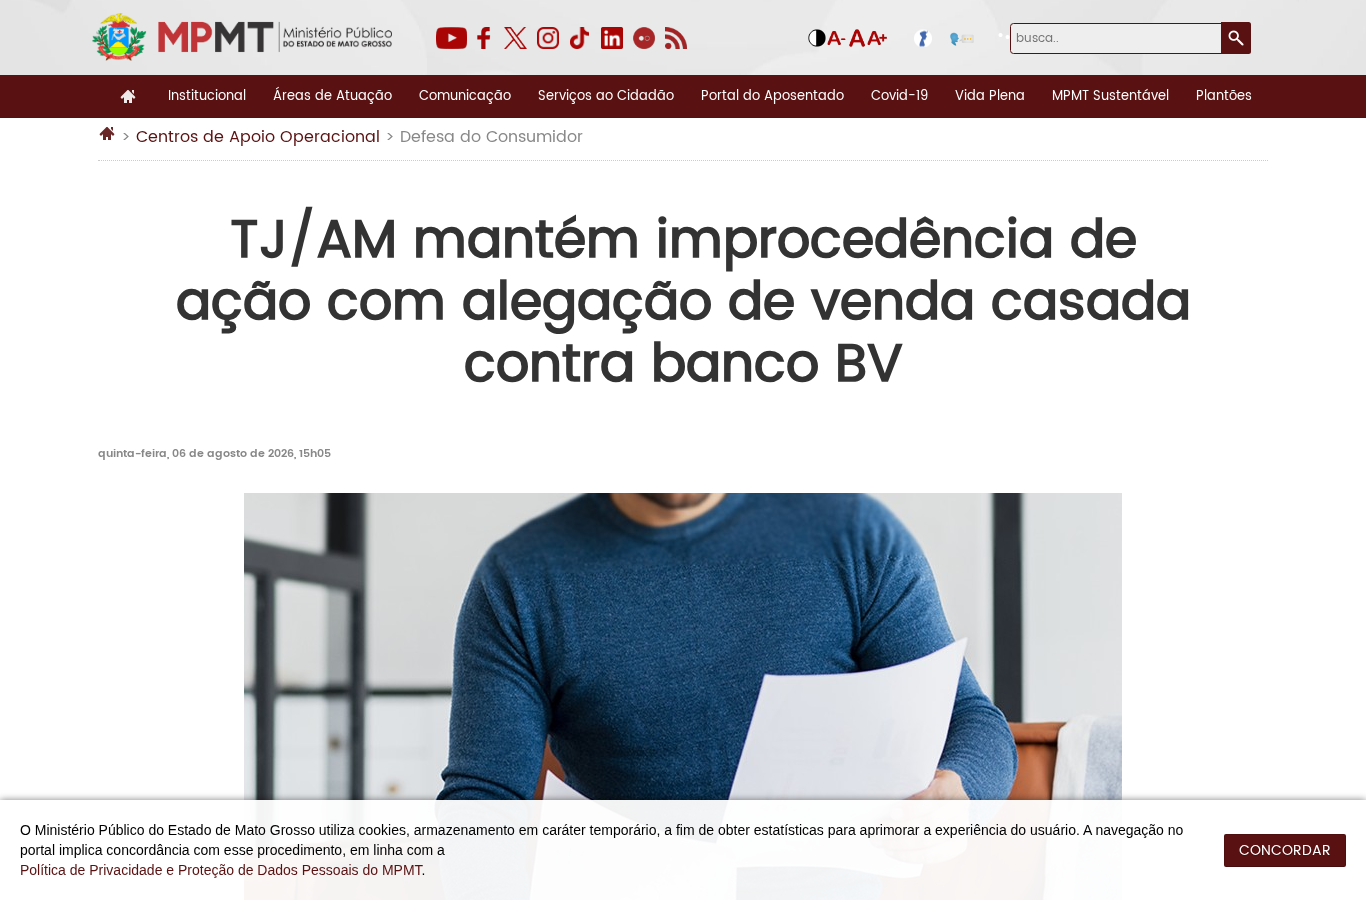 MPMT Ministério Público
DO ESTADO DE MATO GROSSO
A- A A+
busca..
Institucional Áreas de Atuação Comunicação Serviços ao Cidadão Portal do Aposentado Covid-19 Vida Plena MPMT Sustentável Plantões
> Centros de Apoio Operacional > Defesa do Consumidor
TJ/AM mantém improcedência de
ação com alegação de venda casada
contra banco BV
quinta-feira, 06 de agosto de 2026, 15h05
O Ministério Público do Estado de Mato Grosso utiliza cookies, armazenamento em caráter temporário, a fim de obter estatísticas para aprimorar a experiência do usuário. A navegação no
portal implica concordância com esse procedimento, em linha com a
Política de Privacidade e Proteção de Dados Pessoais do MPMT.
CONCORDAR